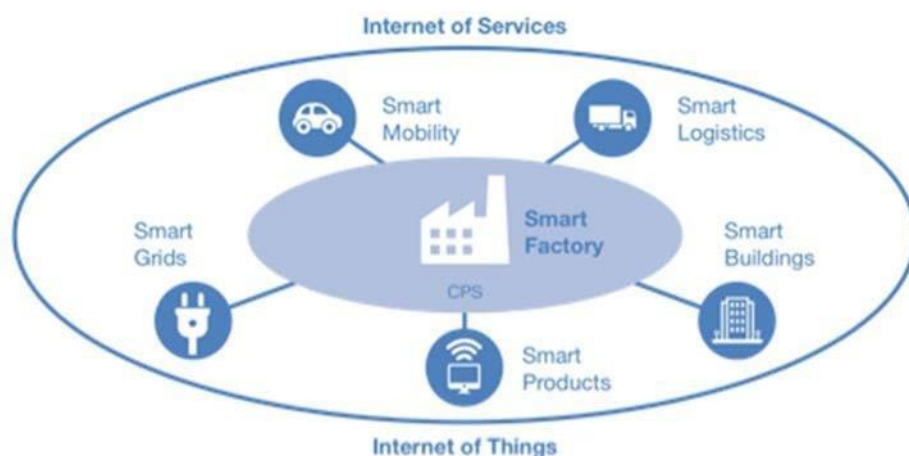 Internet of Services
Smart
Mobility
Smart
Logistics
Smart
Factory
Smart
Grids
Smart
Buildings
CPS
Smart
Products
Internet of Things